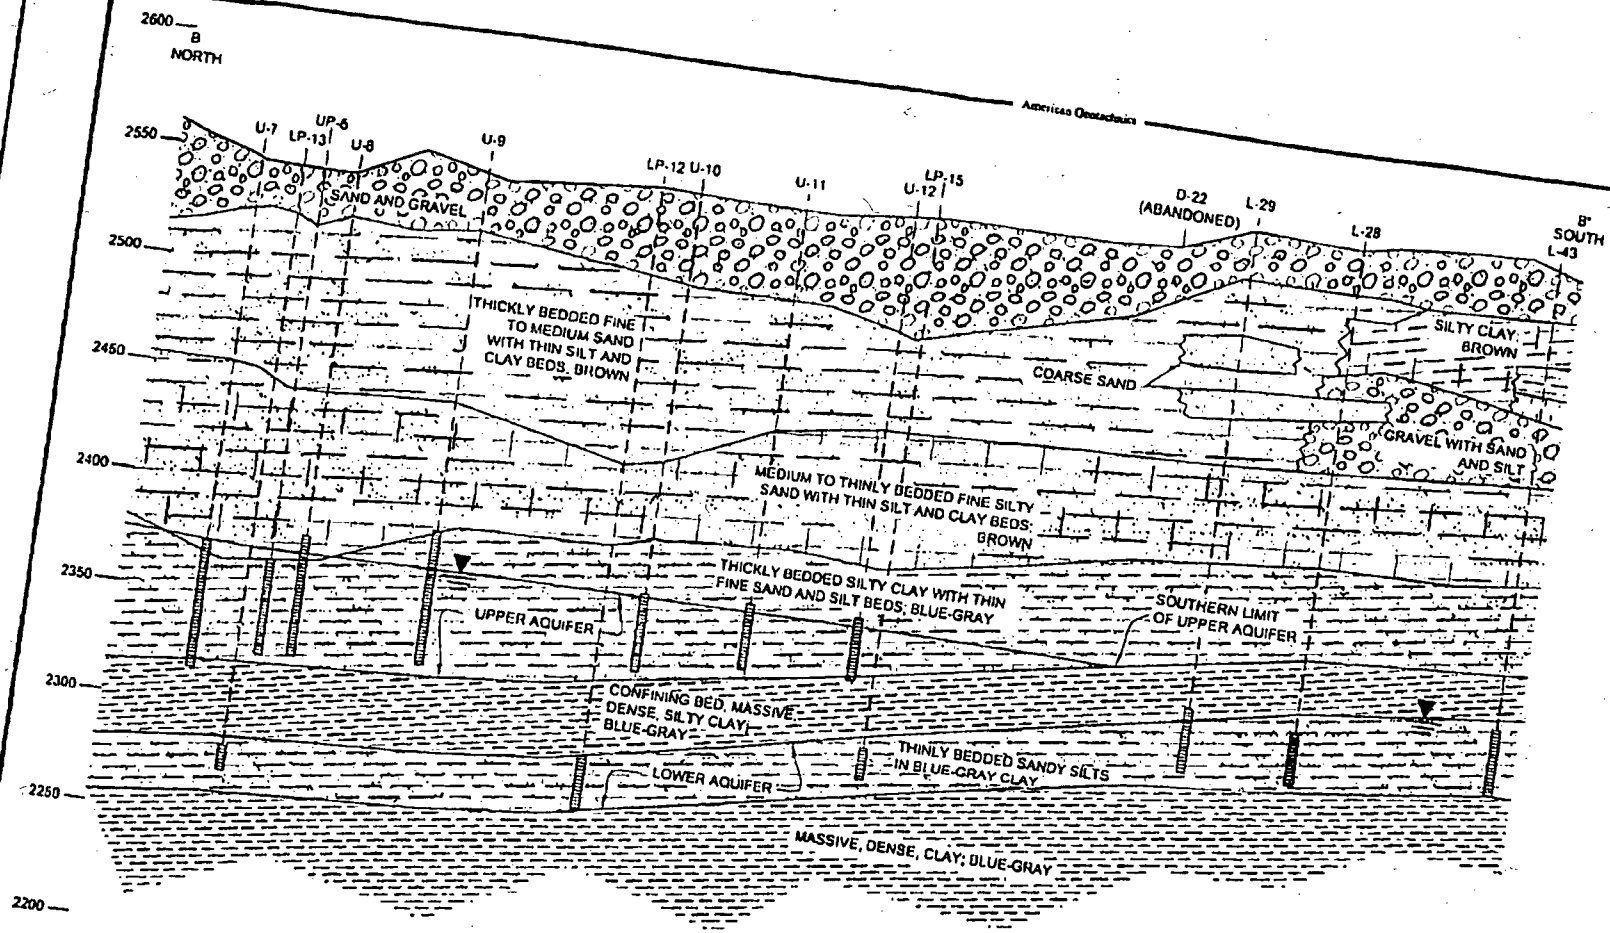 2600
B
NORTH
American Geotechnics
2550
U-7
LP-13
UP-6
U-8
U-9
LP-12
U-10
U-11
U-12
LP-15
D-22
(ABANDONED)
L-29
L-28
B'
SOUTH
L-43
SAND AND GRAVEL
2500
THICKLY BEDDED FINE
TO MEDIUM SAND
WITH THIN SILT AND
CLAY BEDS, BROWN
SILTY CLAY
BROWN
2450
COARSE SAND
GRAVEL WITH SAND
AND SILT
2400
MEDIUM TO THINLY BEDDED FINE SILTY
SAND WITH THIN SILT AND CLAY BEDS;
BROWN
2350
THICKLY BEDDED SILTY CLAY WITH THIN
FINE SAND AND SILT BEDS; BLUE-GRAY
UPPER AQUIFER
SOUTHERN LIMIT
OF UPPER AQUIFER
2300
CONFINING BED, MASSIVE,
DENSE, SILTY CLAY;
BLUE-GRAY
THINLY BEDDED SANDY SILTS
IN BLUE-GRAY CLAY
LOWER AQUIFER
2250
MASSIVE, DENSE, CLAY; BLUE-GRAY
2200